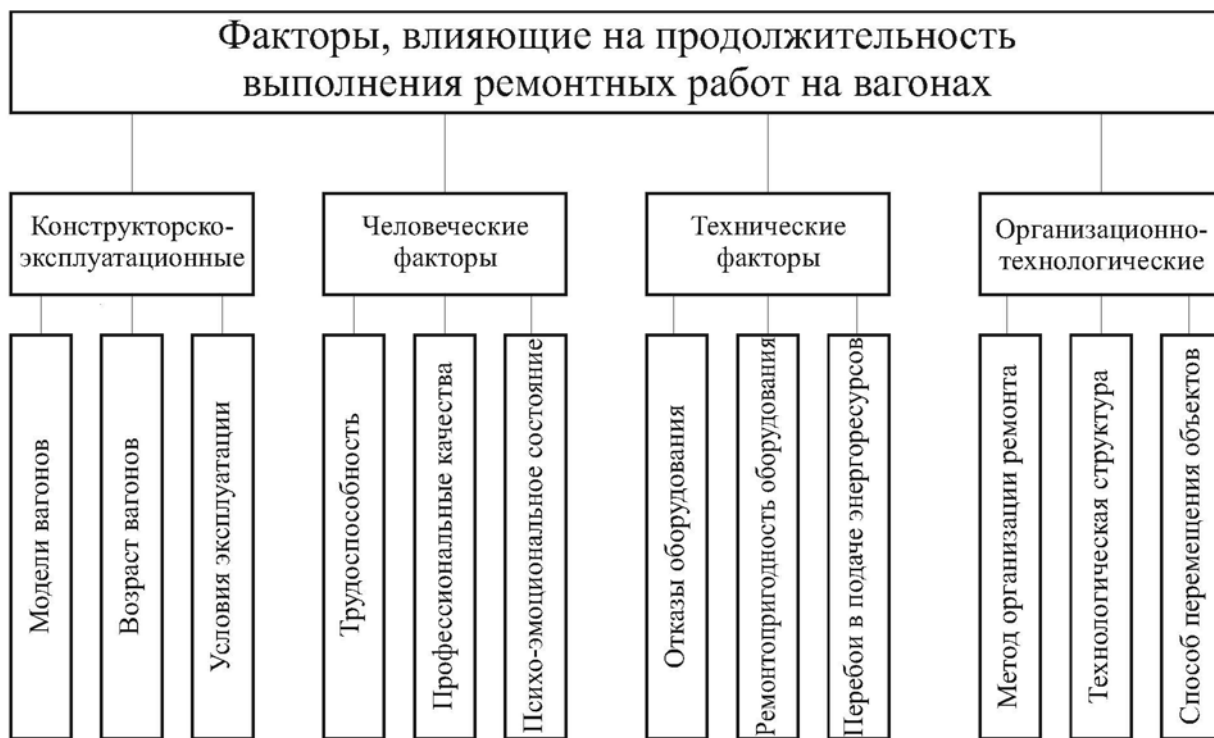 Факторы, влияющие на продолжительность
выполнения ремонтных работ на вагонах
Конструкторско-
эксплуатационные
Модели вагонов
Возраст вагонов
Условия эксплуатации
Человеческие
факторы
Трудоспособность
Профессиональные качества
Психо-эмоциональное состояние
Технические
факторы
Отказы оборудования
Ремонтопригодность оборудования
Перебои в подаче энергоресурсов
Организационно-
технологические
Метод организации ремонта
Технологическая структура
Способ перемещения объектов